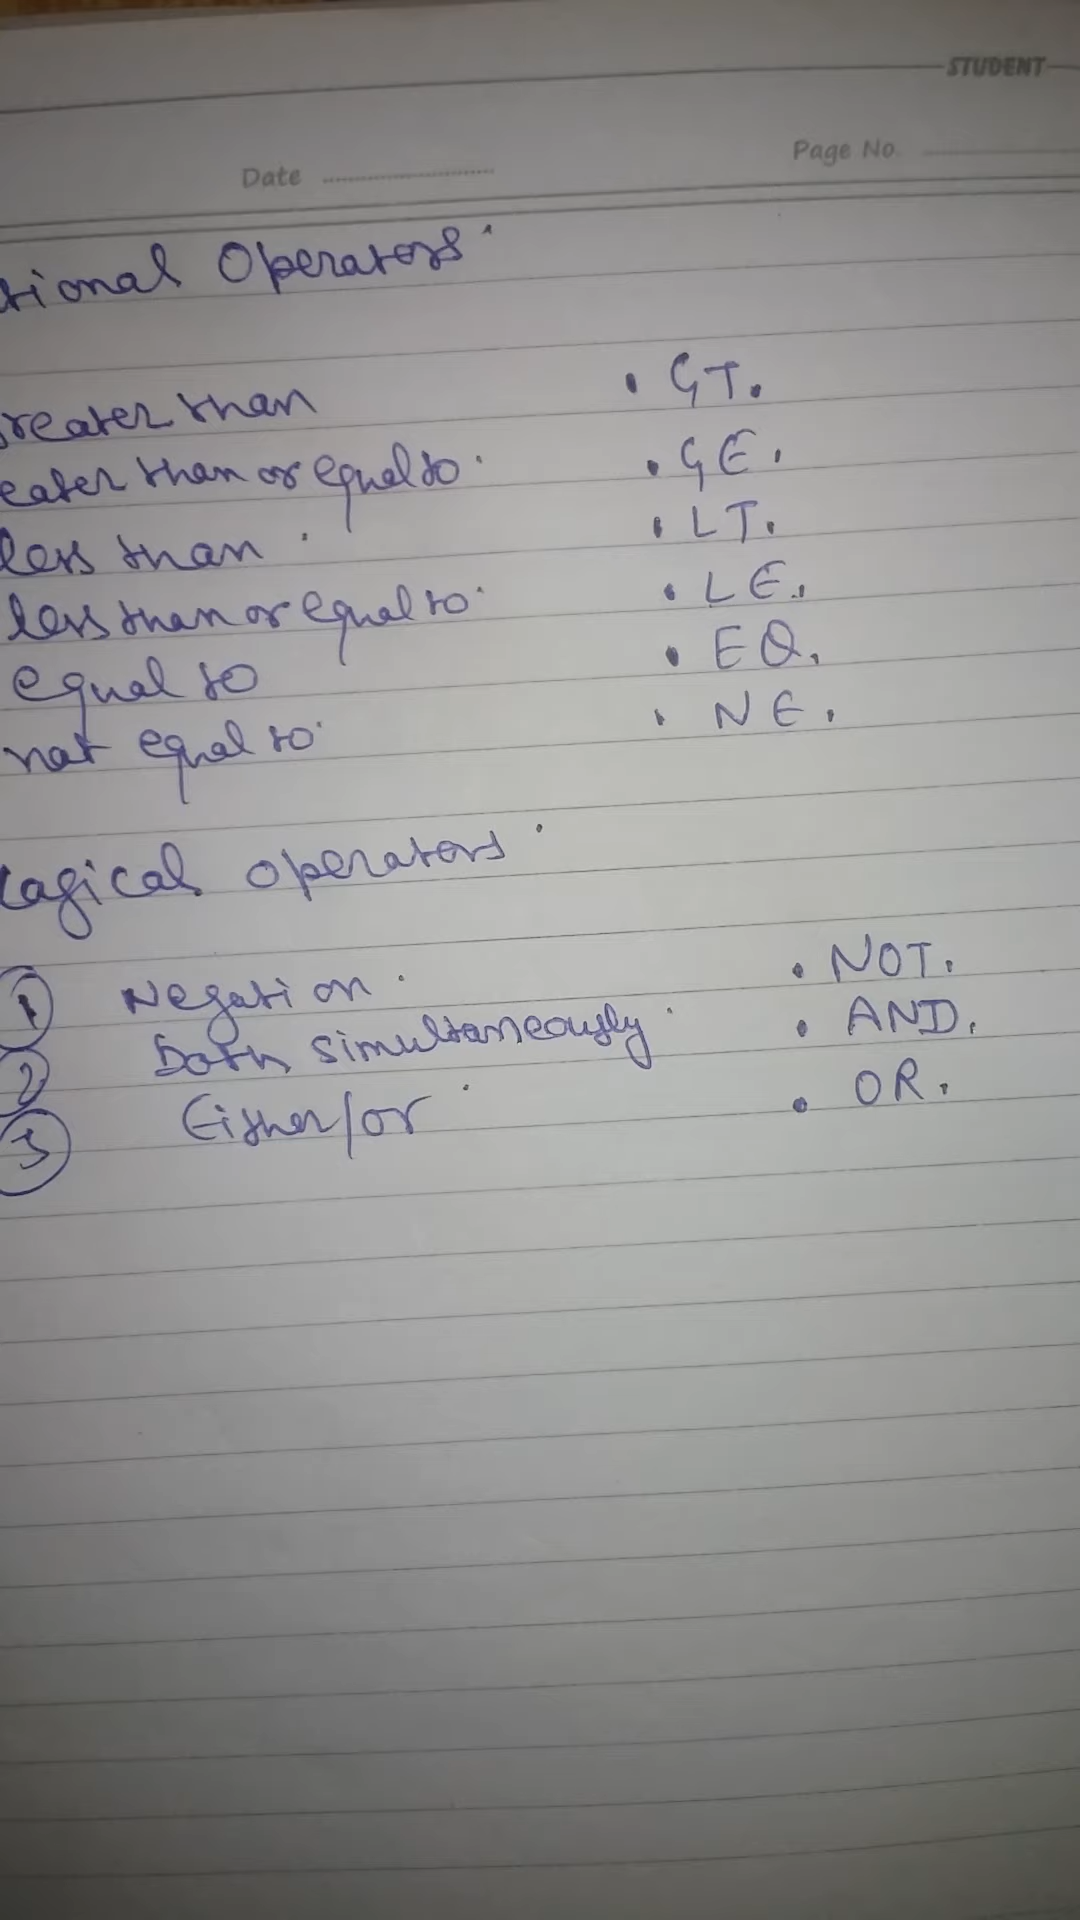 STUDENT
Date
Page No.
tional Operators
reater than .GT.
eater than or equal to .GE.
less than .LT.
less than or equal to .LE.
equal to .EQ.
not equal to .NE.
Logical operators
1 Negation .NOT.
2 Both simultaneously .AND.
3 Either/or .OR.